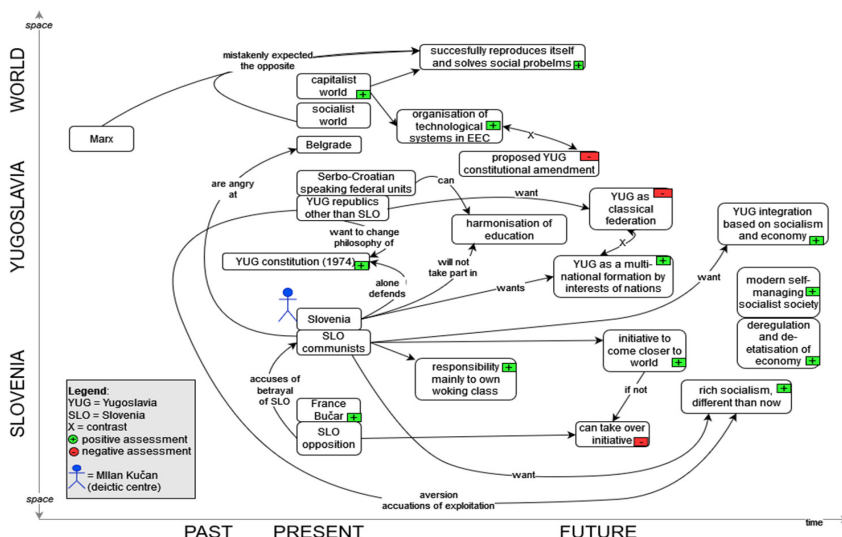 space
WORLD
YUGOSLAVIA
SLOVENIA
space
mistakenly expected
the opposite
succesfully reproduces itself
and solves social probelms
+
capitalist
world
+
socialist
world
Marx
organisation of
technological
systems in EEC
+
X
Belgrade
proposed YUG
constitutional amendment
-
are angry
at
Serbo-Croatian
speaking federal units
can
YUG republics
other than SLO
want
YUG as
classical
federation
-
want to change
philosophy of
harmonisation of
education
X
YUG integration
based on socialism
and economy
+
YUG constitution (1974)
+
will not
take part in
YUG as a multi-
national formation by
interests of nations
+
alone
defends
wants
want
modern self-
managing
socialist society
+
Slovenia
SLO
communists
deregulation and
de-
etatisation of
economy
+
initiative to
come closer to
world
+
responsibility
mainly to own
woking class
+
accuses of
betrayal
of SLO
if not
rich socialism,
different than now
+
France
Bučar
+
SLO
opposition
can take over
initiative
-
want
aversion
accuations of exploitation
Legend:
YUG = Yugoslavia
SLO = Slovenia
X = contrast
+ positive assessment
- negative assessment
= MIlan Kučan
(deictic centre)
PAST
PRESENT
FUTURE
time